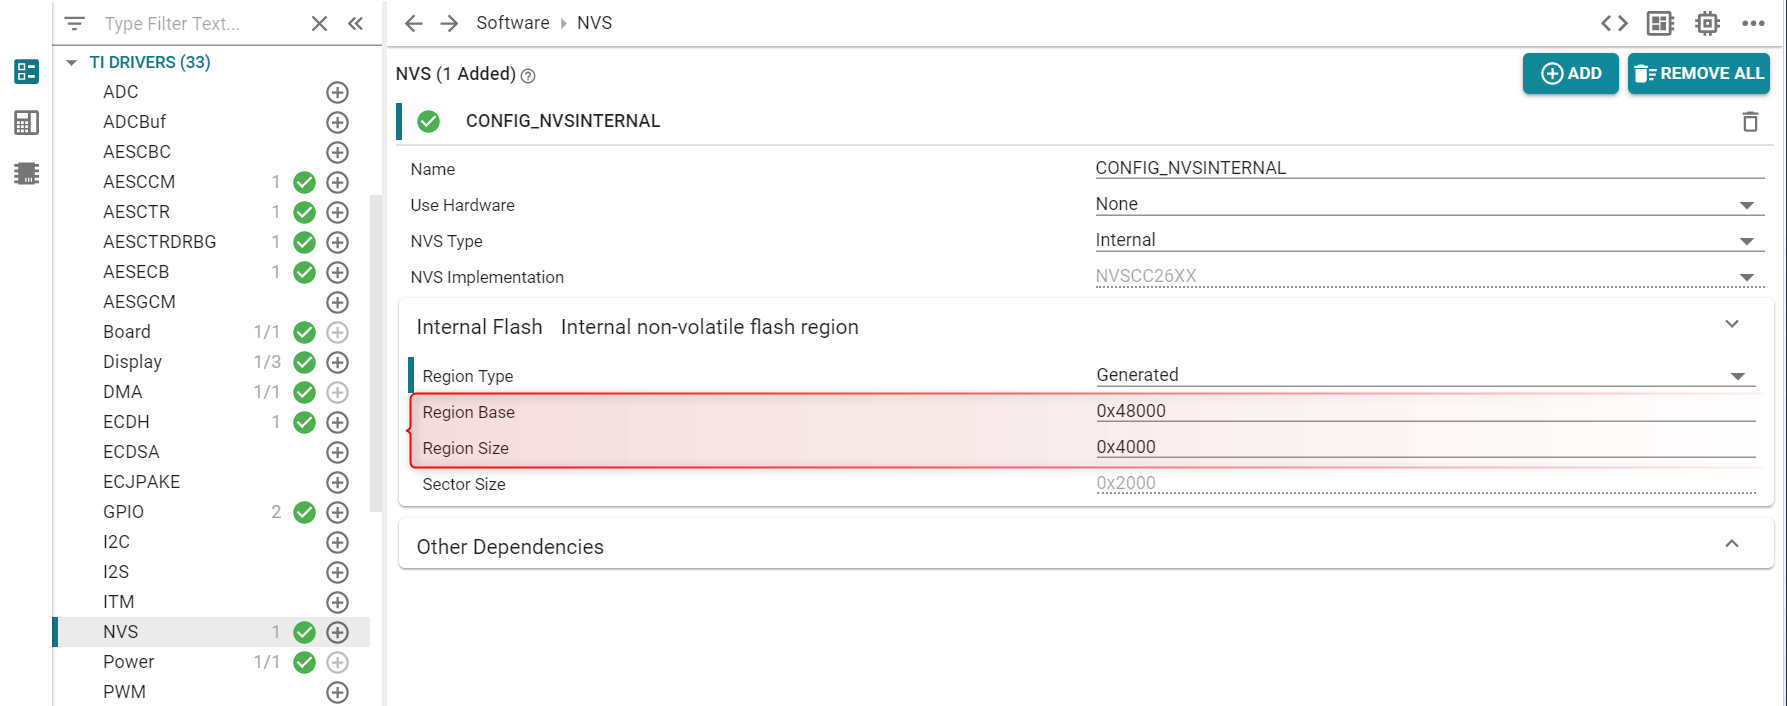 Type Filter Text...
TI DRIVERS (33)
ADC
ADCBuf
AESCBC
AESCCM 1
AESCTR 1
AESCTRDRBG 1
AESECB 1
AESGCM
Board 1/1
Display 1/3
DMA 1/1
ECDH 1
ECDSA
ECJPAKE
GPIO 2
I2C
I2S
ITM
NVS 1
Power 1/1
PWM
Software NVS
NVS (1 Added)
ADD
REMOVE ALL
CONFIG_NVSINTERNAL
Name CONFIG_NVSINTERNAL
Use Hardware None
NVS Type Internal
NVS Implementation NVSCC26XX
Internal Flash Internal non-volatile flash region
Region Type Generated
Region Base 0x48000
Region Size 0x4000
Sector Size 0x2000
Other Dependencies